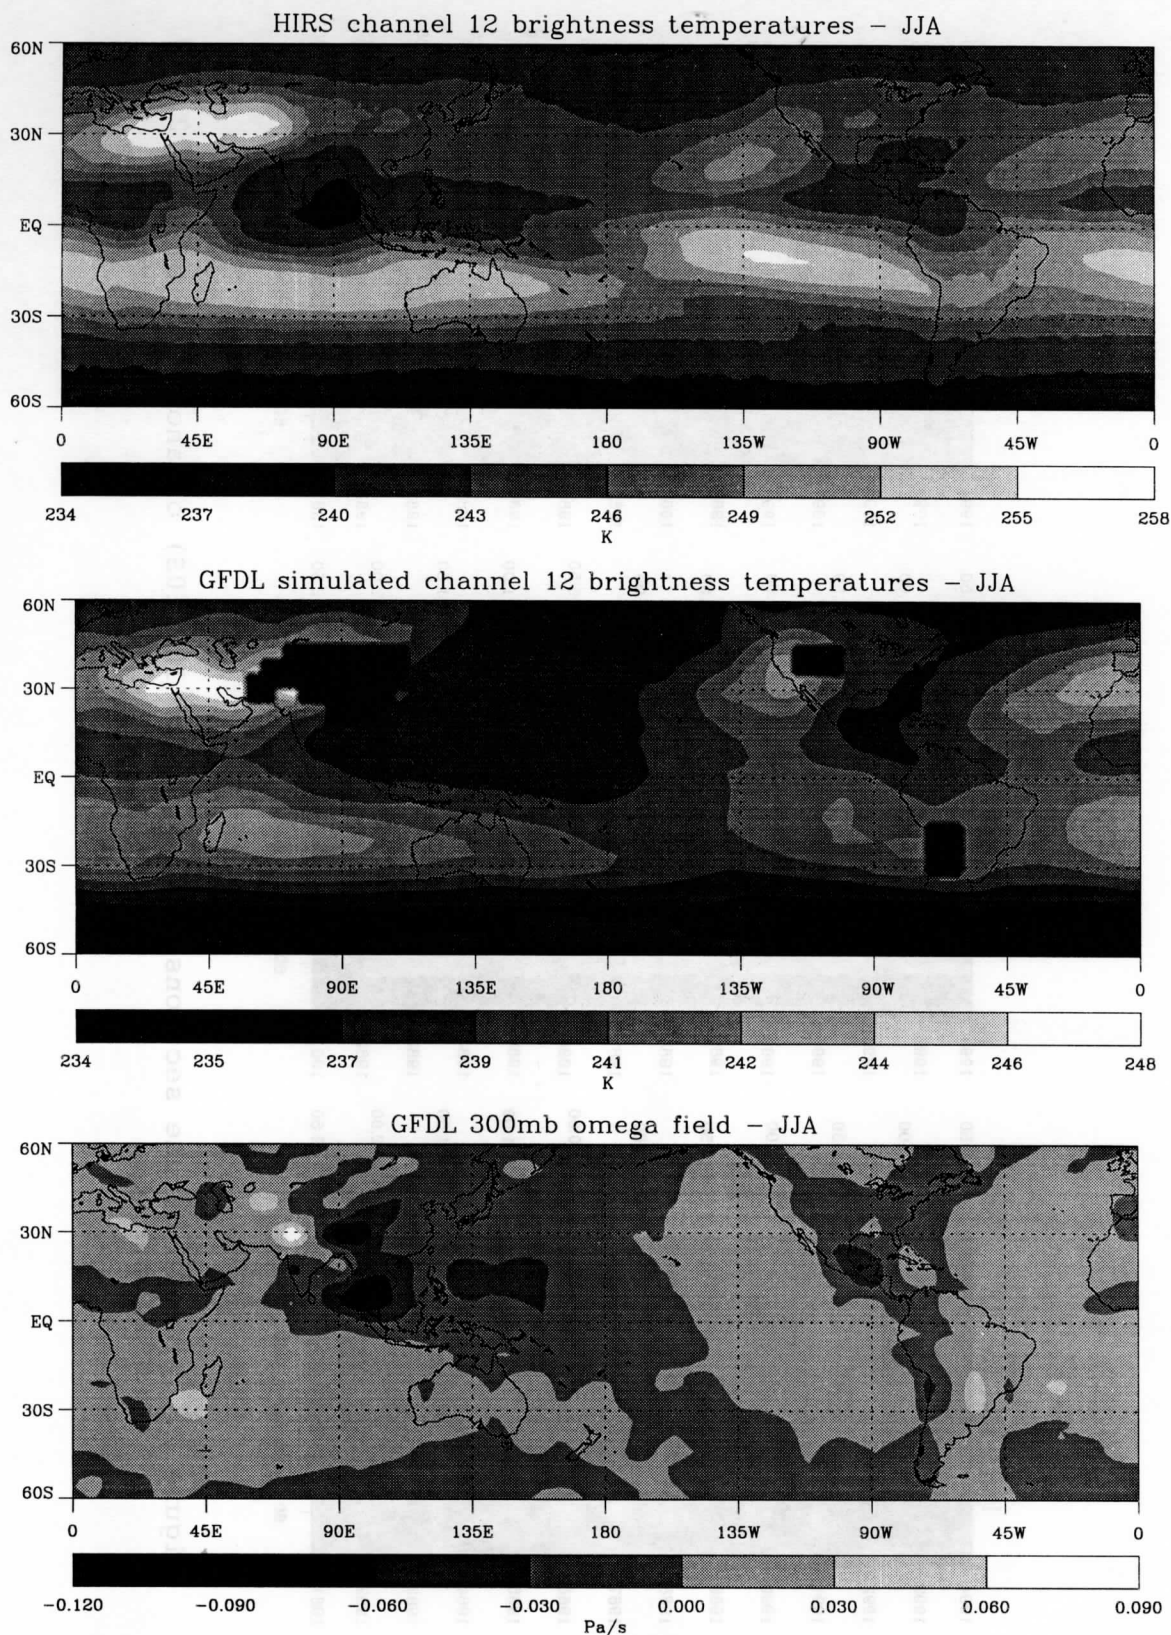 HIRS channel 12 brightness temperatures – JJA
60N
30N
EQ
30S
60S
0 45E 90E 135E 180 135W 90W 45W 0
234 237 240 243 246 249 252 255 258
K
GFDL simulated channel 12 brightness temperatures – JJA
60N
30N
EQ
30S
60S
0 45E 90E 135E 180 135W 90W 45W 0
234 235 237 239 241 242 244 246 248
K
GFDL 300mb omega field – JJA
60N
30N
EQ
30S
60S
0 45E 90E 135E 180 135W 90W 45W 0
-0.120 -0.090 -0.060 -0.030 0.000 0.030 0.060 0.090
Pa/s